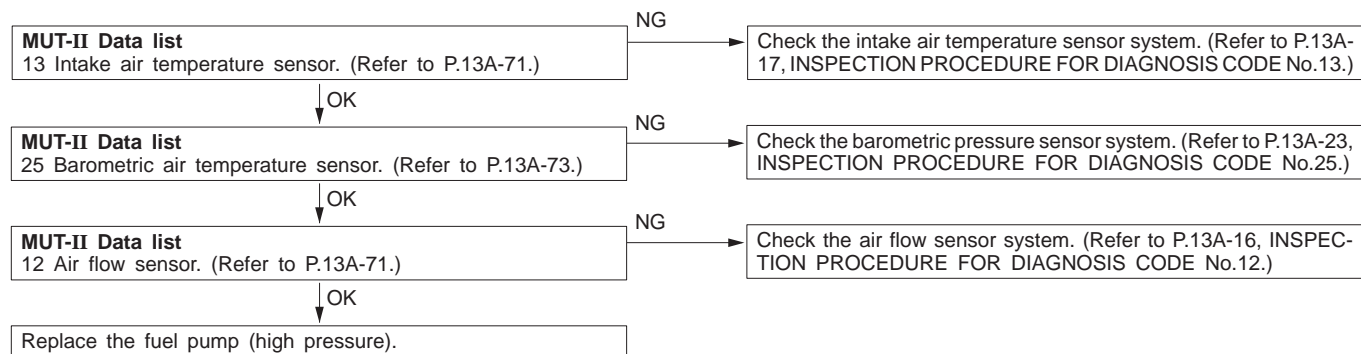 NG
MUT-II Data list
13 Intake air temperature sensor. (Refer to P.13A-71.)
Check the intake air temperature sensor system. (Refer to P.13A-
17, INSPECTION PROCEDURE FOR DIAGNOSIS CODE No.13.)
OK
NG
MUT-II Data list
25 Barometric air temperature sensor. (Refer to P.13A-73.)
Check the barometric pressure sensor system. (Refer to P.13A-23,
INSPECTION PROCEDURE FOR DIAGNOSIS CODE No.25.)
OK
NG
MUT-II Data list
12 Air flow sensor. (Refer to P.13A-71.)
Check the air flow sensor system. (Refer to P.13A-16, INSPEC-
TION PROCEDURE FOR DIAGNOSIS CODE No.12.)
OK
Replace the fuel pump (high pressure).